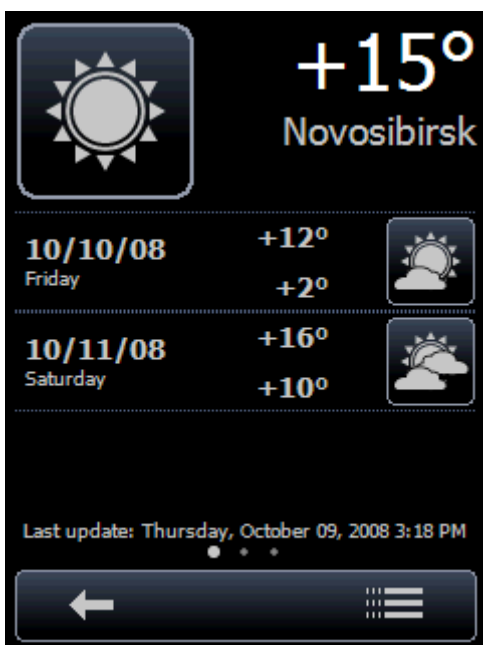 +15°
Novosibirsk
10/10/08
Friday
+12°
+2°
10/11/08
Saturday
+16°
+10°
Last update: Thursday, October 09, 2008 3:18 PM